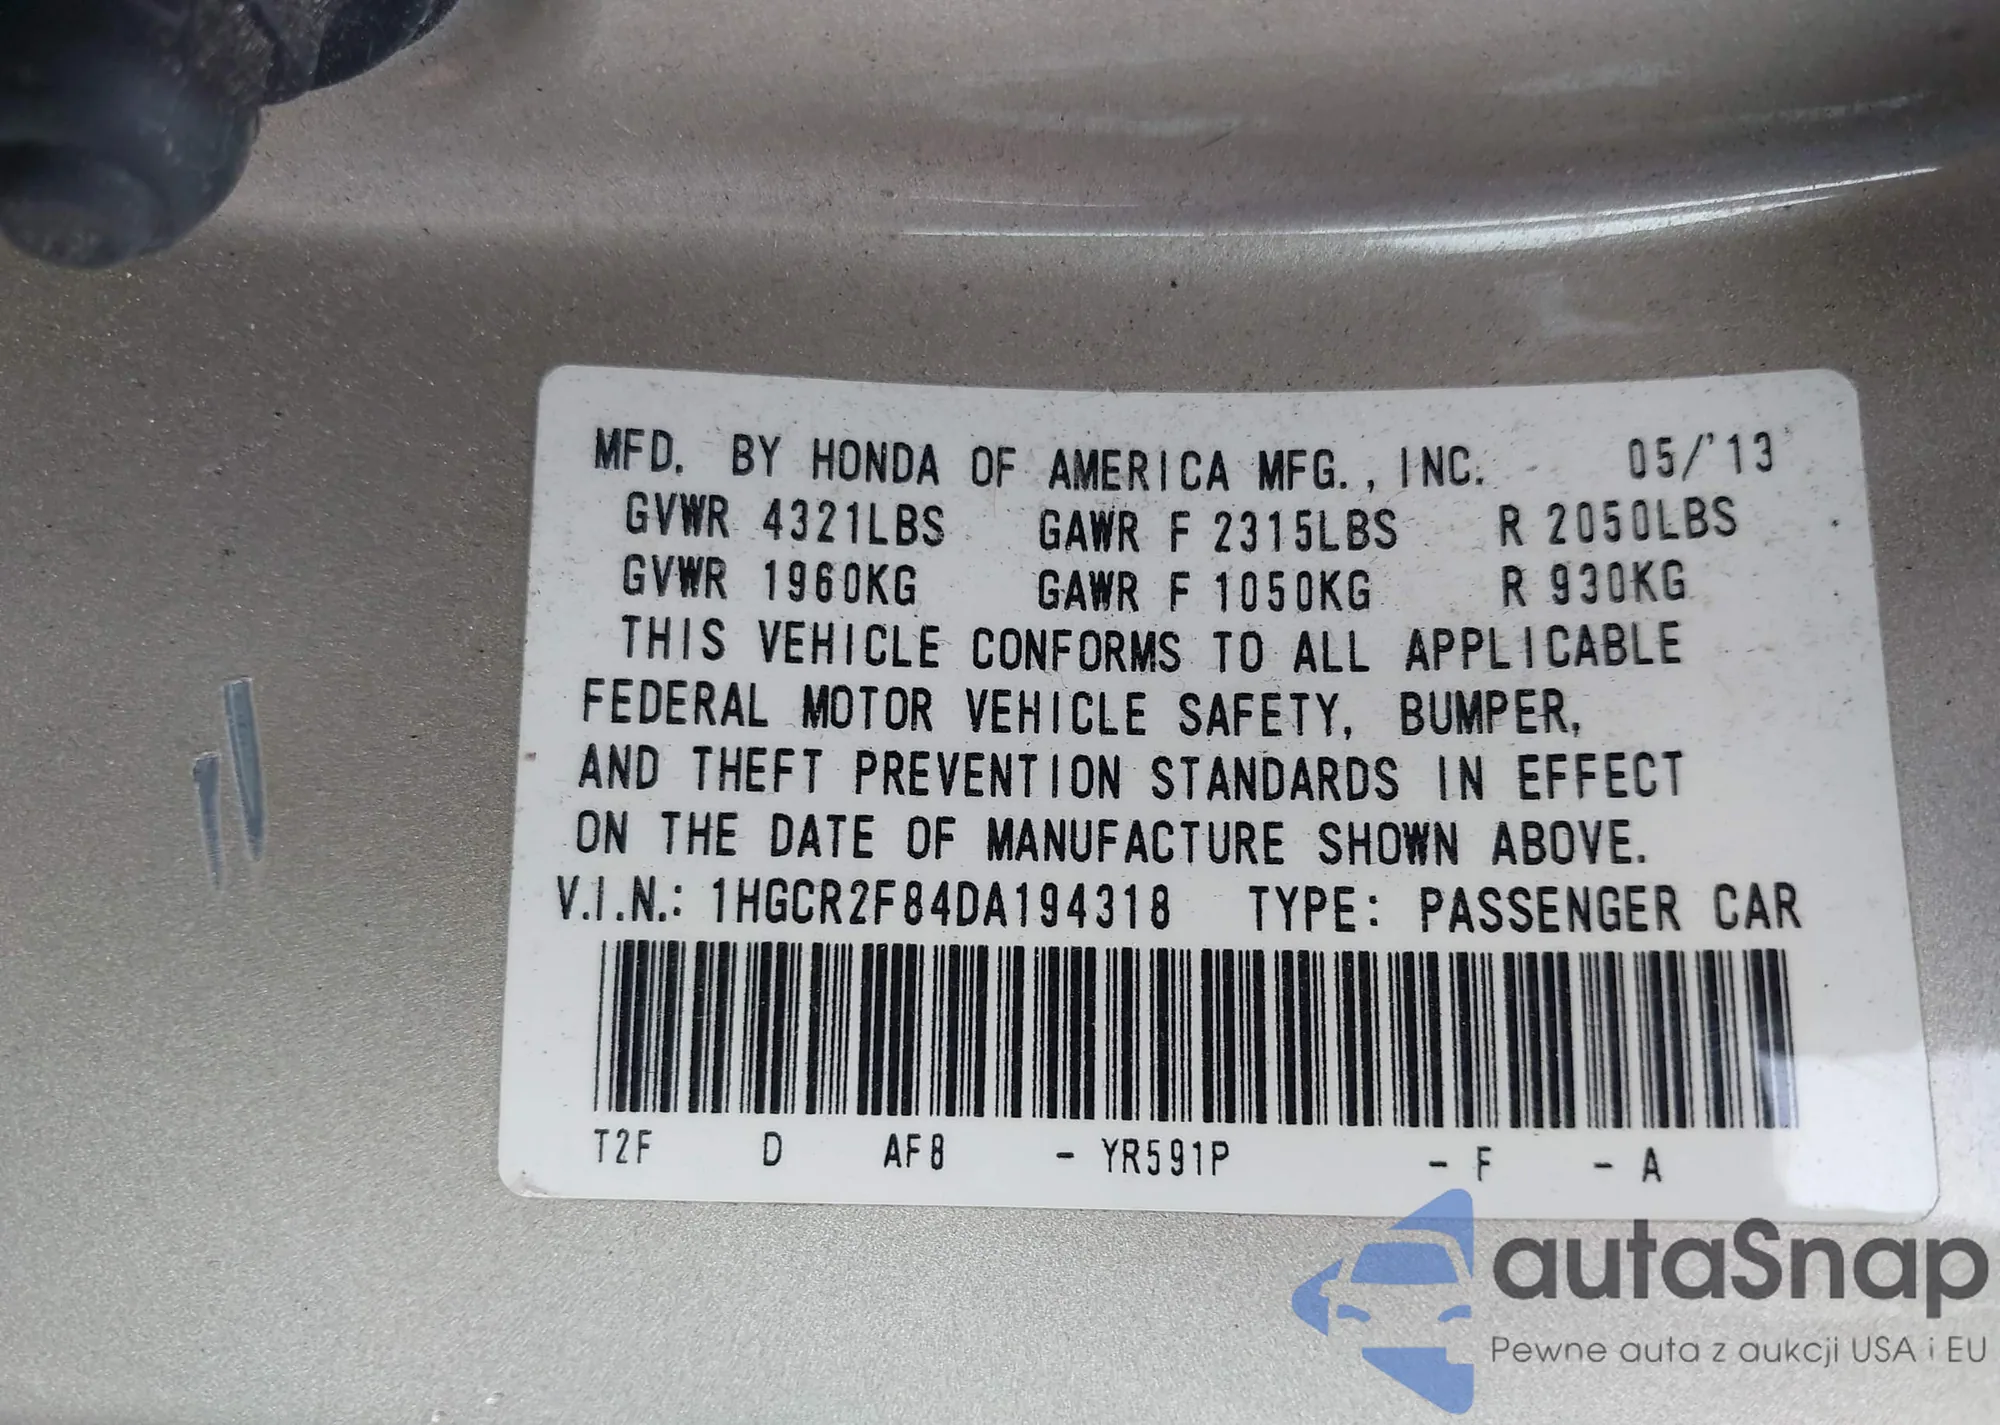 MFD. BY HONDA OF AMERICA MFG., INC. 05/'13
GVWR 4321LBS GAWR F 2315LBS R 2050LBS
GVWR 1960KG GAWR F 1050KG R 930KG
THIS VEHICLE CONFORMS TO ALL APPLICABLE
FEDERAL MOTOR VEHICLE SAFETY, BUMPER,
AND THEFT PREVENTION STANDARDS IN EFFECT
ON THE DATE OF MANUFACTURE SHOWN ABOVE.
V.I.N.: 1HGCR2F84DA194318 TYPE: PASSENGER CAR
T2F D AF8 - YR591P - F - A
autaSnap
Pewne auta z aukcji USA i EU